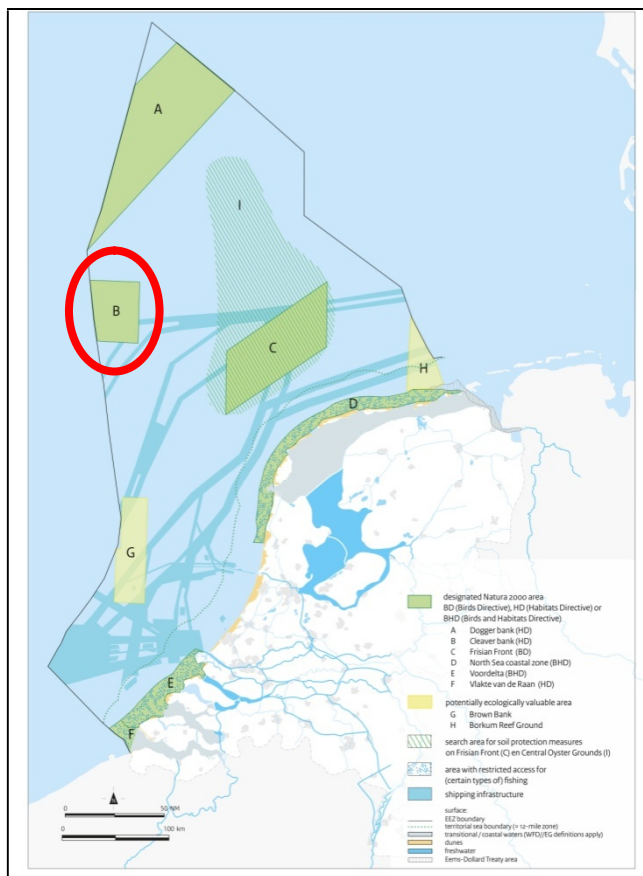 A
I
B
C
H
D
G
E
F
designated Natura 2000 area
BD (Birds Directive), HD (Habitats Directive) or
BHD (Birds and Habitats Directive)
A Dogger bank (HD)
B Cleaver bank (HD)
C Frisian Front (BD)
D North Sea coastal zone (BHD)
E Voordelta (BHD)
F Vlakte van de Raan (HD)
potentially ecologically valuable area
G Brown Bank
H Borkum Reef Ground
search area for soil protection measures
on Frisian Front (C) en Central Oyster Grounds (I)
area with restricted access for
(certain types of) fishing
shipping infrastructure
surface:
EEZ boundary
territorial sea boundary (= 12-mile zone)
transitional / coastal waters (WFD//EG definitions apply)
dunes
freshwater
Eems-Dollard Treaty area
0 50 NM
0 100 km